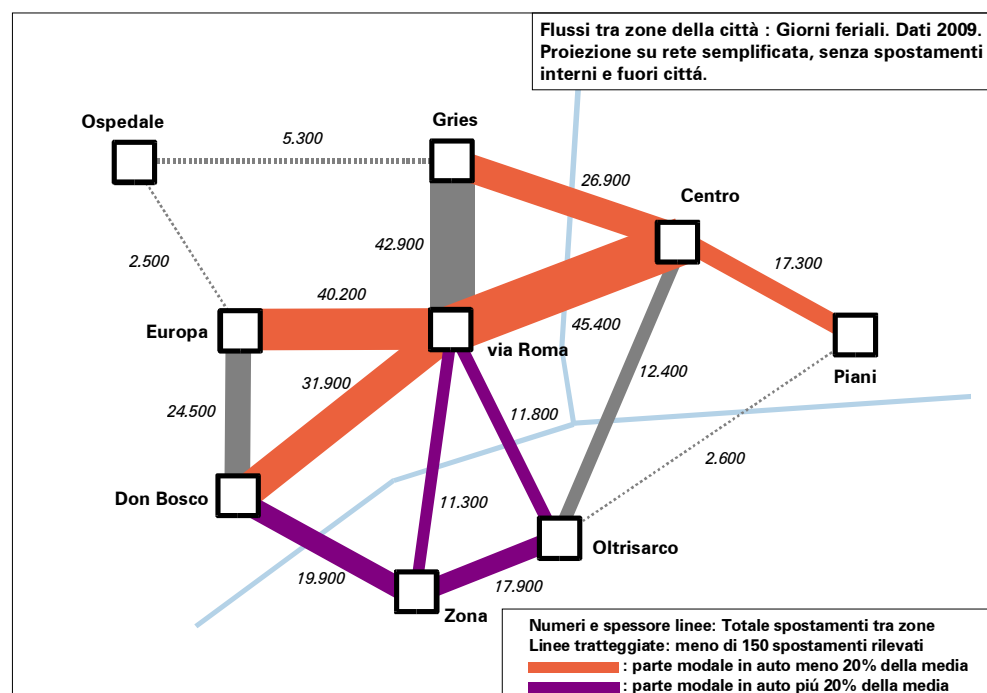 Flussi tra zone della città : Giorni feriali. Dati 2009.
Proiezione su rete semplificata, senza spostamenti
interni e fuori cittá.
Ospedale
5.300
Gries
26.900
Centro
2.500
42.900
17.300
40.200
Europa
via Roma
45.400
Piani
31.900
12.400
24.500
11.800
2.600
Don Bosco
11.300
Oltrisarco
19.900
17.900
Zona
Numeri e spessore linee: Totale spostamenti tra zone
Linee tratteggiate: meno di 150 spostamenti rilevati
: parte modale in auto meno 20% della media
: parte modale in auto piú 20% della media